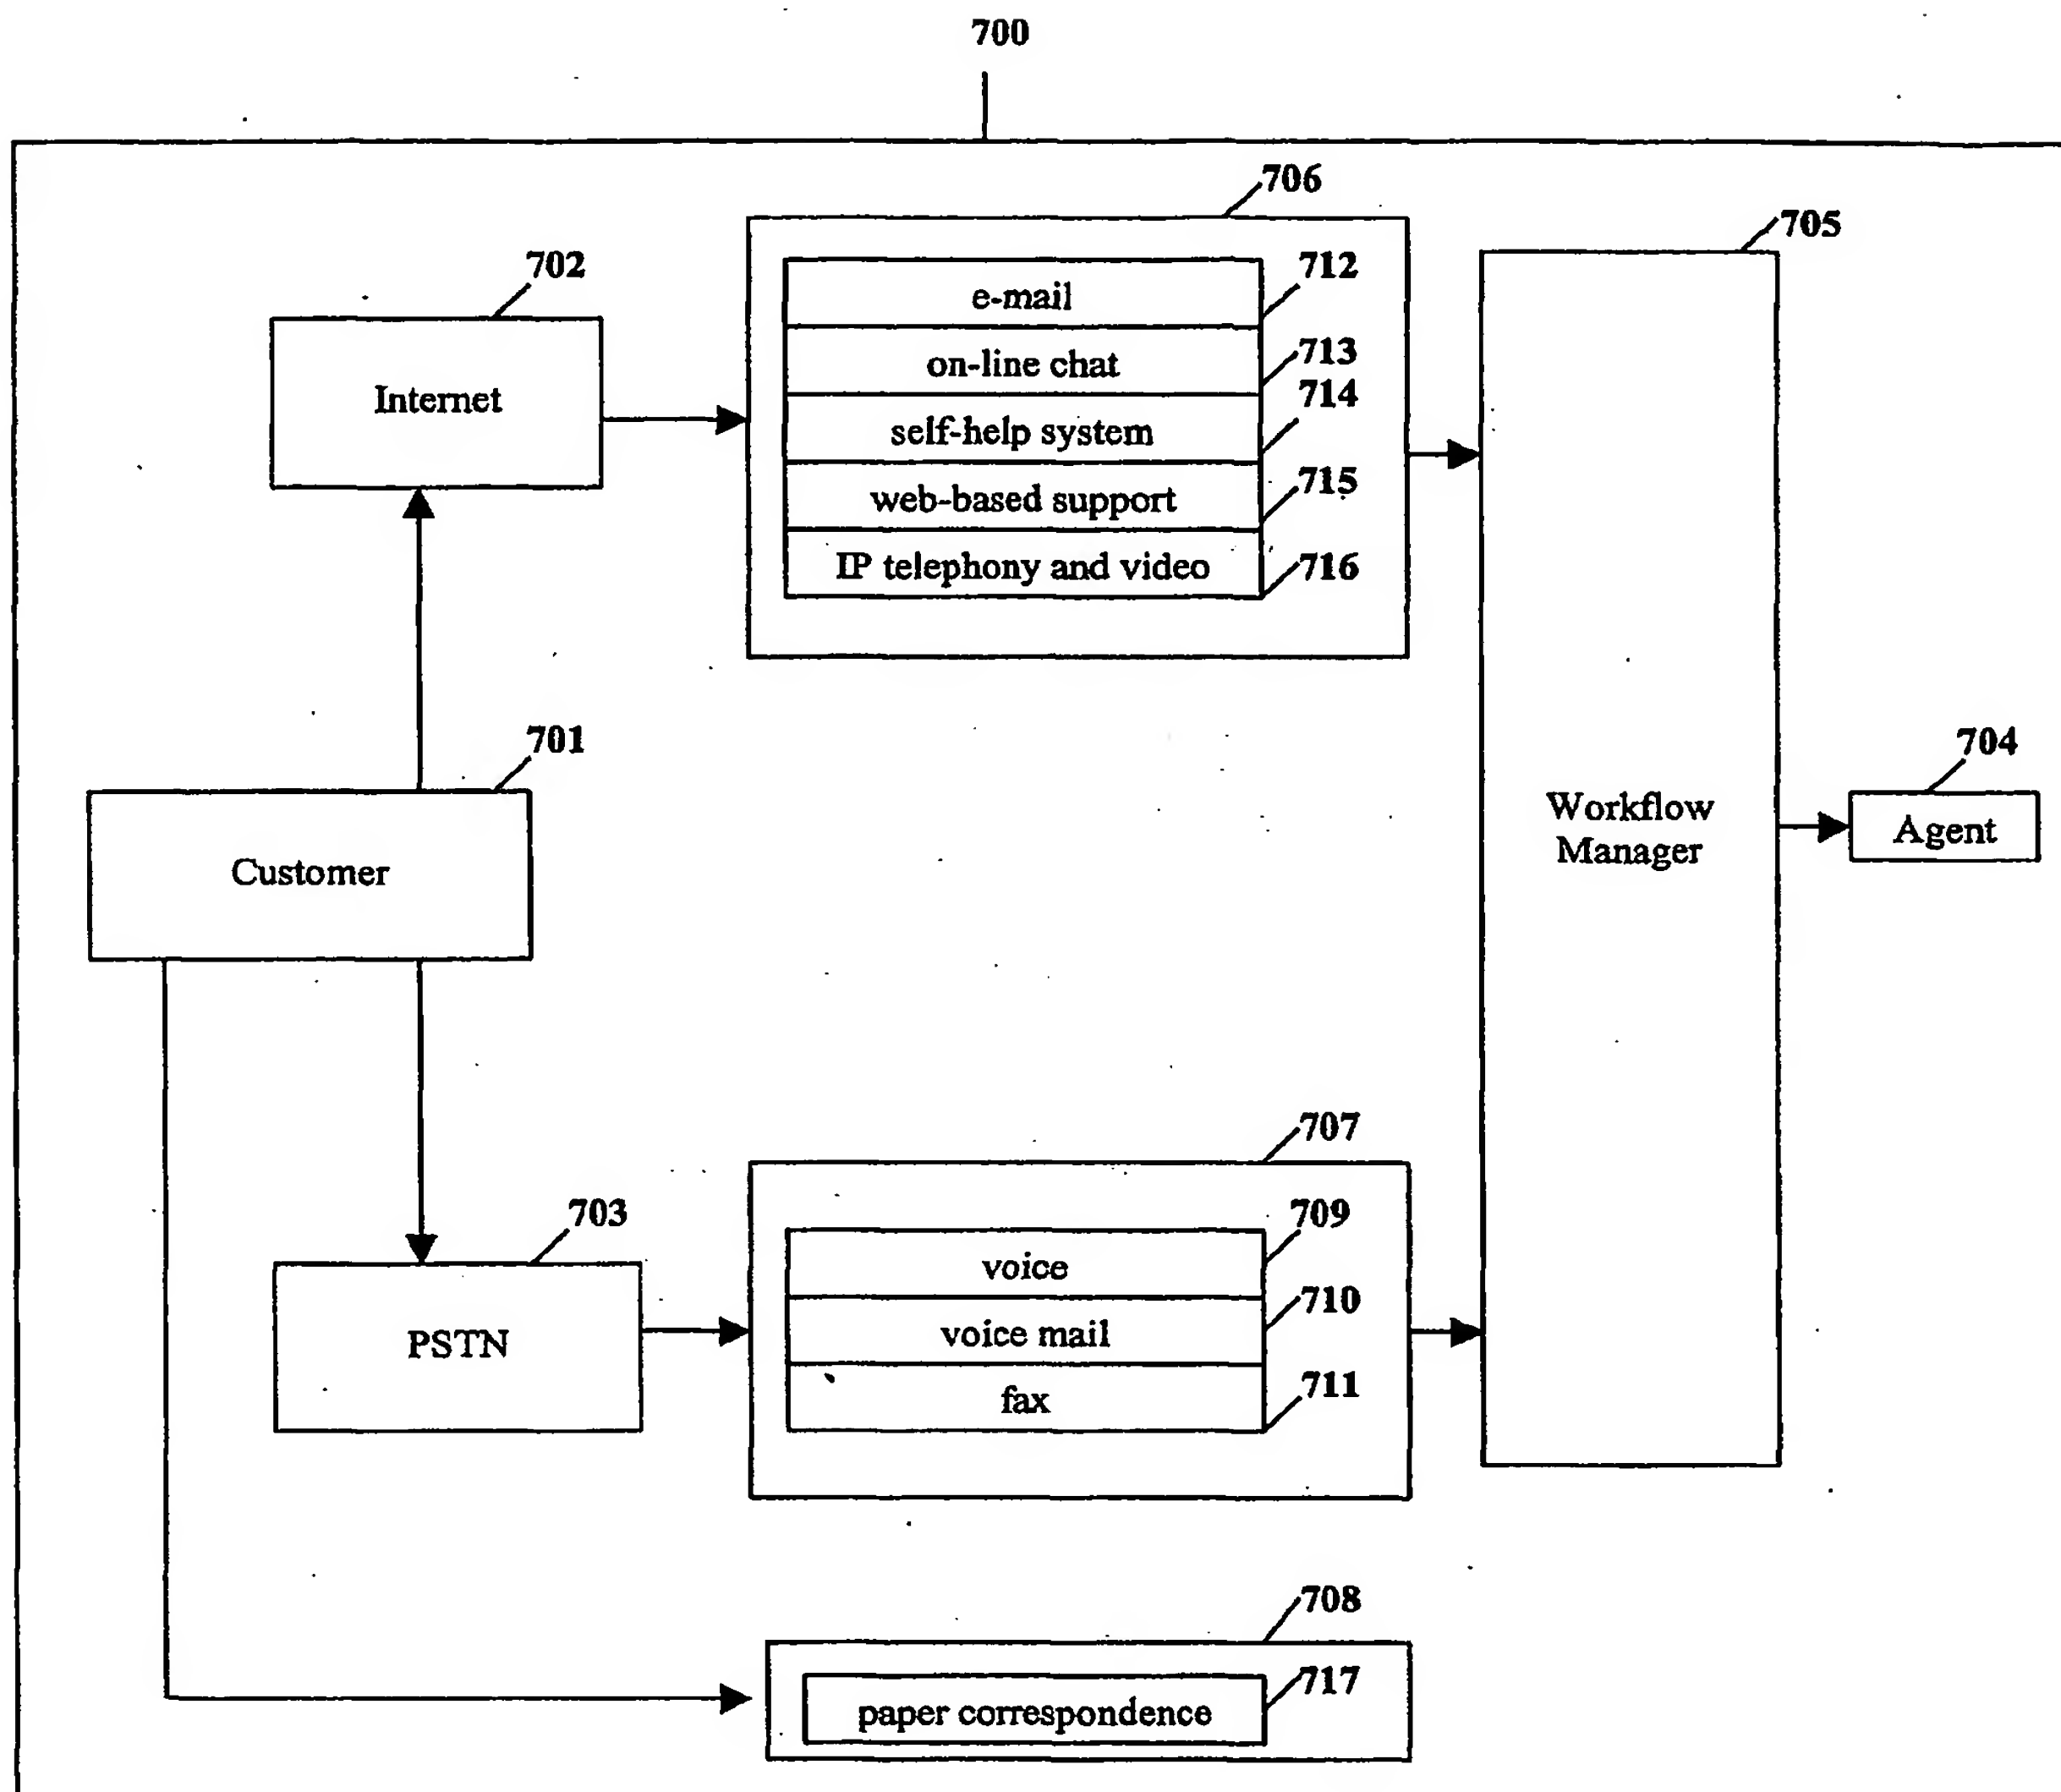 700
706
705
702
712
e-mail
713
on-line chat
Internet
714
self-help system
715
web-based support
IP telephony and video
716
701
704
Customer
Workflow
Manager
Agent
707
703
709
voice
710
PSTN
voice mail
711
fax
708
717
paper correspondence